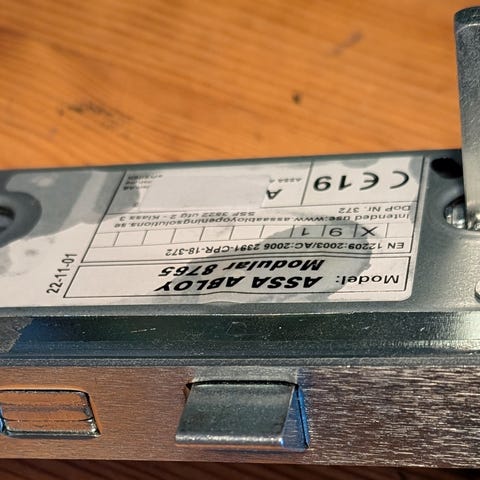 Model: ASSA ABLOY
Modular 8765
EN 12209:2003/AC:2006 2391-CPR-18-372
X 9 1
Intended use:www.assaabloyopeningsolutions.se
SSF 3522 utg 2 - Klass 3
DoP Nr. 372
CE 19
A
22-11-01